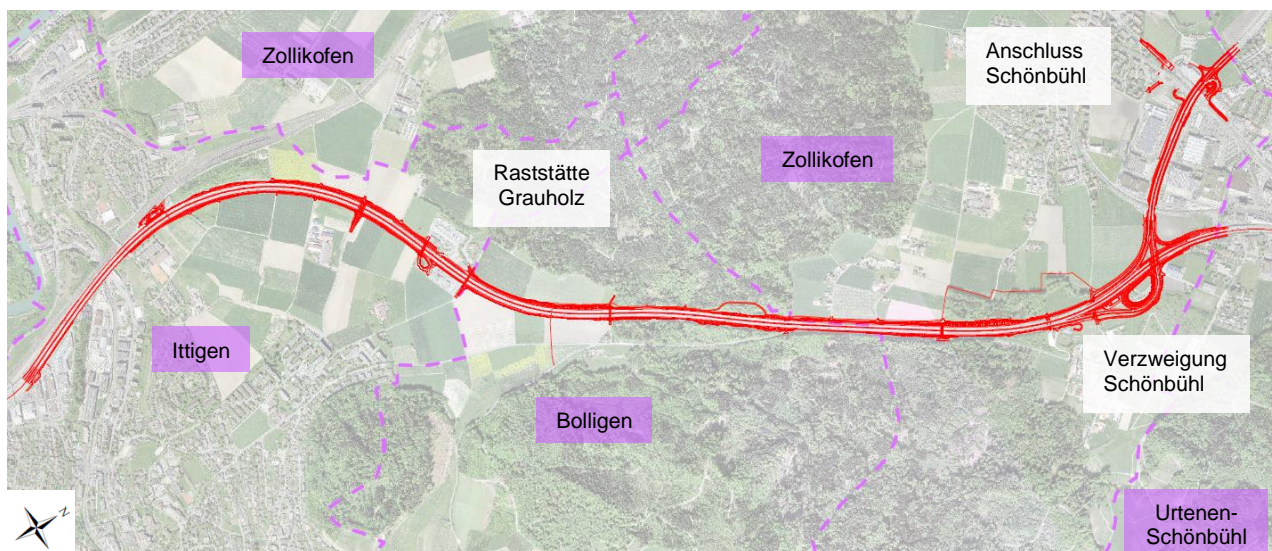 Zollikofen
Anschluss
Schönbühl
Raststätte
Grauholz
Zollikofen
Ittigen
Verzweigung
Schönbühl
Bolligen
Urtenen-
Schönbühl
N